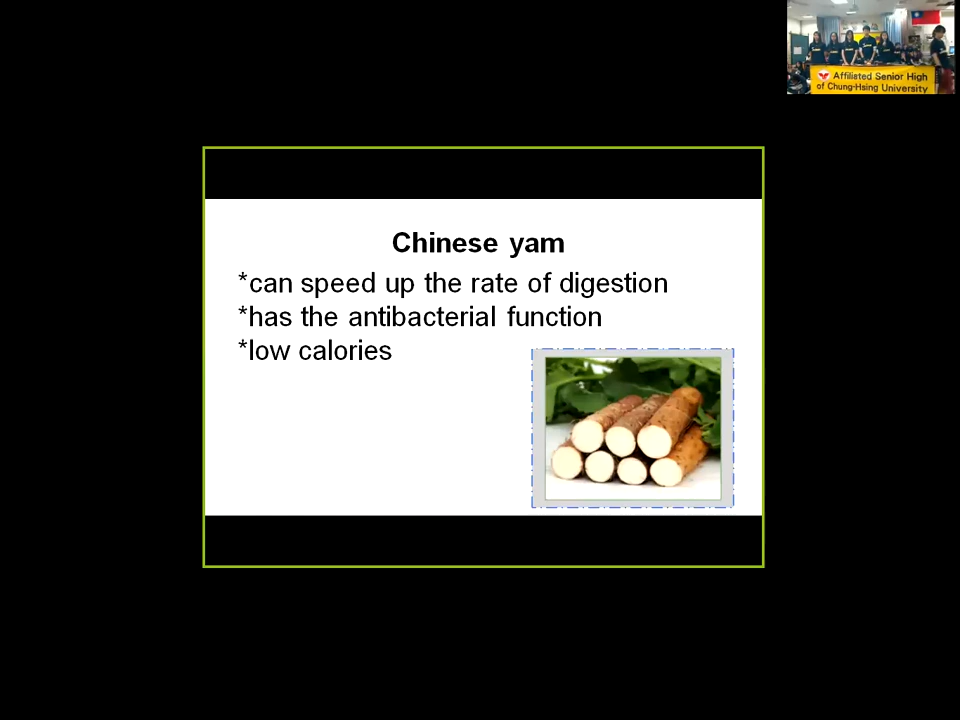 Affiliated Senior High
of Chung-Hsing University
Chinese yam
*can speed up the rate of digestion
*has the antibacterial function
*low calories